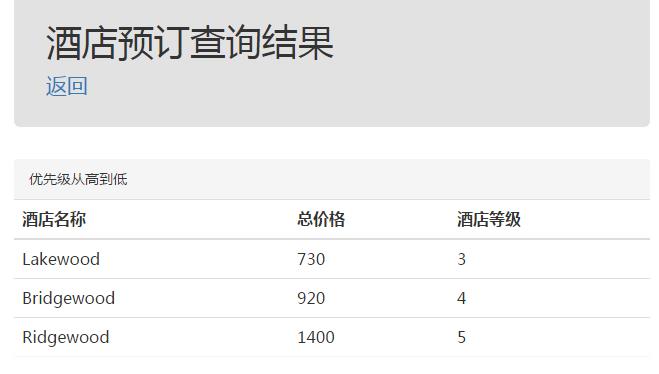 酒店预订查询结果
返回
优先级从高到低
酒店名称 总价格 酒店等级
Lakewood 730 3
Bridgewood 920 4
Ridgewood 1400 5